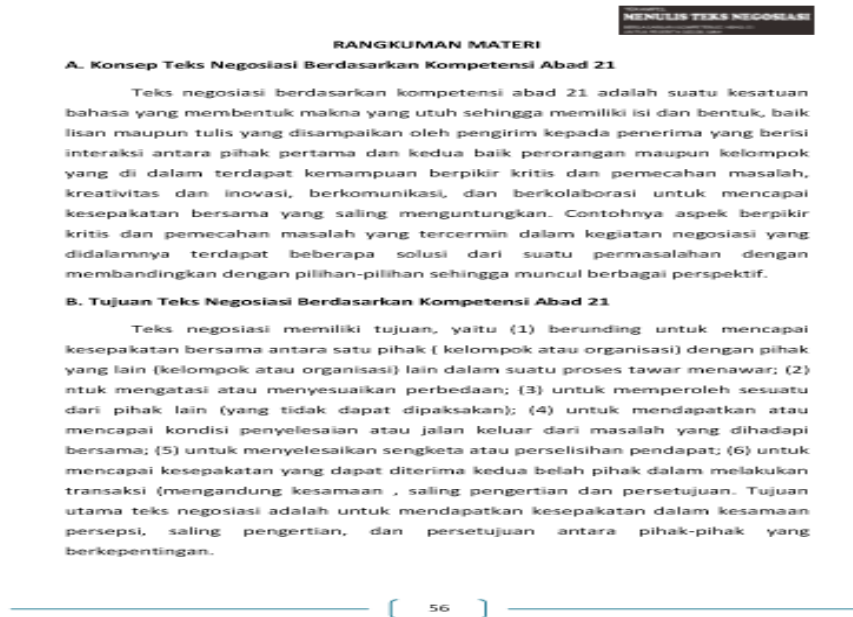 MENULIS TEKS NEGOSIASI
RANGKUMAN MATERI
A. Konsep Teks Negosiasi Berdasarkan Kompetensi Abad 21
Teks negosiasi berdasarkan kompetensi abad 21 adalah suatu kesatuan
bahasa yang membentuk makna yang utuh sehingga memiliki isi dan bentuk, baik
lisan maupun tulis yang disampaikan oleh pengirim kepada penerima yang berisi
interaksi antara pihak pertama dan kedua baik perorangan maupun kelompok
yang di dalam terdapat kemampuan berpikir kritis dan pemecahan masalah,
kreativitas dan inovasi, berkomunikasi, dan berkolaborasi untuk mencapai
kesepakatan bersama yang saling menguntungkan. Contohnya aspek berpikir
kritis dan pemecahan masalah yang tercermin dalam kegiatan negosiasi yang
didalamnya terdapat beberapa solusi dari suatu permasalahan dengan
membandingkan dengan pilihan-pilihan sehingga muncul berbagai perspektif.
B. Tujuan Teks Negosiasi Berdasarkan Kompetensi Abad 21
Teks negosiasi memiliki tujuan, yaitu (1) berunding untuk mencapai
kesepakatan bersama antara satu pihak ( kelompok atau organisasi) dengan pihak
yang lain (kelompok atau organisasi) lain dalam suatu proses tawar menawar; (2)
ntuk mengatasi atau menyesuaikan perbedaan; (3) untuk memperoleh sesuatu
dari pihak lain (yang tidak dapat dipaksakan); (4) untuk mendapatkan atau
mencapai kondisi penyelesaian atau jalan keluar dari masalah yang dihadapi
bersama; (5) untuk menyelesaikan sengketa atau perselisihan pendapat; (6) untuk
mencapai kesepakatan yang dapat diterima kedua belah pihak dalam melakukan
transaksi (mengandung kesamaan , saling pengertian dan persetujuan. Tujuan
utama teks negosiasi adalah untuk mendapatkan kesepakatan dalam kesamaan
persepsi, saling pengertian, dan persetujuan antara pihak-pihak yang
berkepentingan.
56